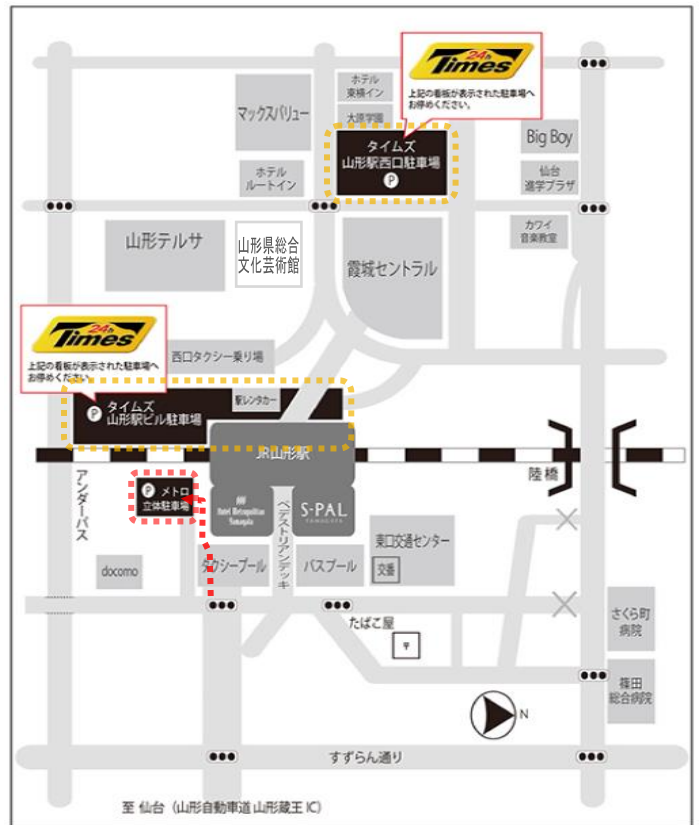 24h
Times
上記の看板が表示された駐車場へ
お停めください。
ホテル
東横イン
大原学園
マックスバリュー
タイムズ
山形駅西口駐車場
P
Big Boy
仙台
進学プラザ
ホテル
ルートイン
カワイ
音楽教室
山形テルサ
山形県総合
文化芸術館
霞城セントラル
24h
Times
上記の看板が表示された駐車場へ
お停めください。
西口タクシー乗り場
駅レンタカー
P タイムズ
山形駅ビル駐車場
JR山形駅
陸橋
アンダーパス
P メトロ
立体駐車場
Hotel Metropolitan
Yamagata
ペデストリアンデッキ
S-PAL
YAMAGATA
東口交通センター
交番
docomo
タクシープール
バスプール
たばこ屋
〒
さくら町
病院
篠田
総合病院
N
すずらん通り
至 仙台（山形自動車道 山形蔵王 IC）